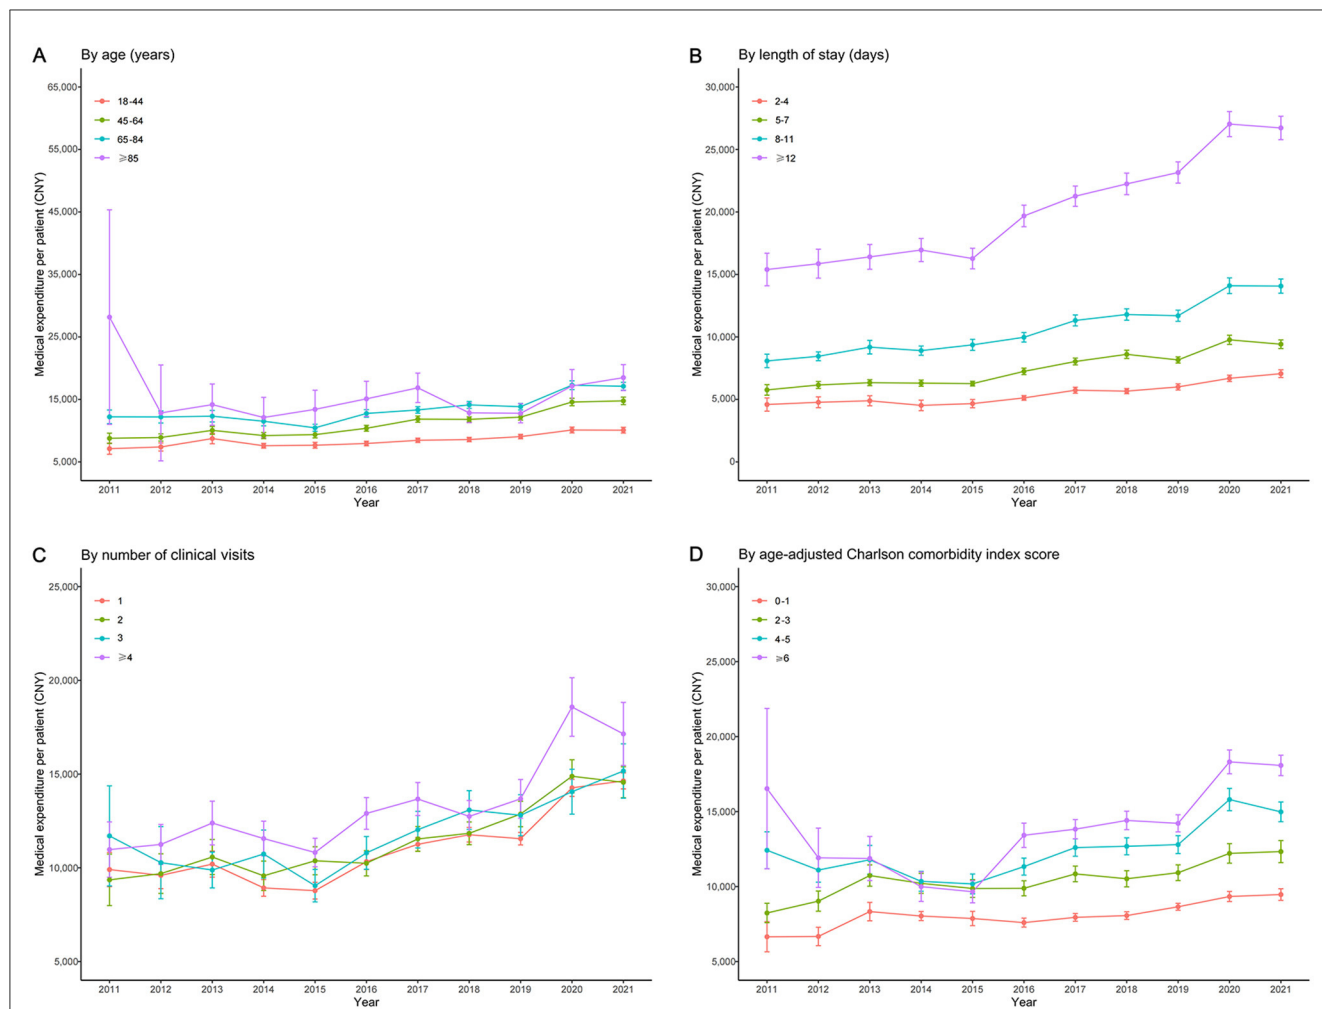 A By age (years)
65,000
55,000
45,000
35,000
25,000
15,000
5,000
Medical expenditure per patient (CNY)
18-44
45-64
65-84
≥85
2011 2012 2013 2014 2015 2016 2017 2018 2019 2020 2021
Year
B By length of stay (days)
30,000
25,000
20,000
15,000
10,000
5,000
0
Medical expenditure per patient (CNY)
2-4
5-7
8-11
≥12
2011 2012 2013 2014 2015 2016 2017 2018 2019 2020 2021
Year
C By number of clinical visits
25,000
20,000
15,000
10,000
5,000
Medical expenditure per patient (CNY)
1
2
3
≥4
2011 2012 2013 2014 2015 2016 2017 2018 2019 2020 2021
Year
D By age-adjusted Charlson comorbidity index score
30,000
25,000
20,000
15,000
10,000
5,000
Medical expenditure per patient (CNY)
0-1
2-3
4-5
≥6
2011 2012 2013 2014 2015 2016 2017 2018 2019 2020 2021
Year